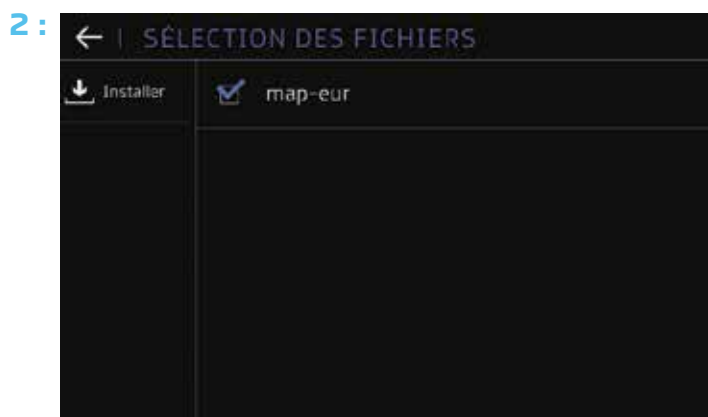 2 :
← | SÉLECTION DES FICHIERS
Installer
map-eur